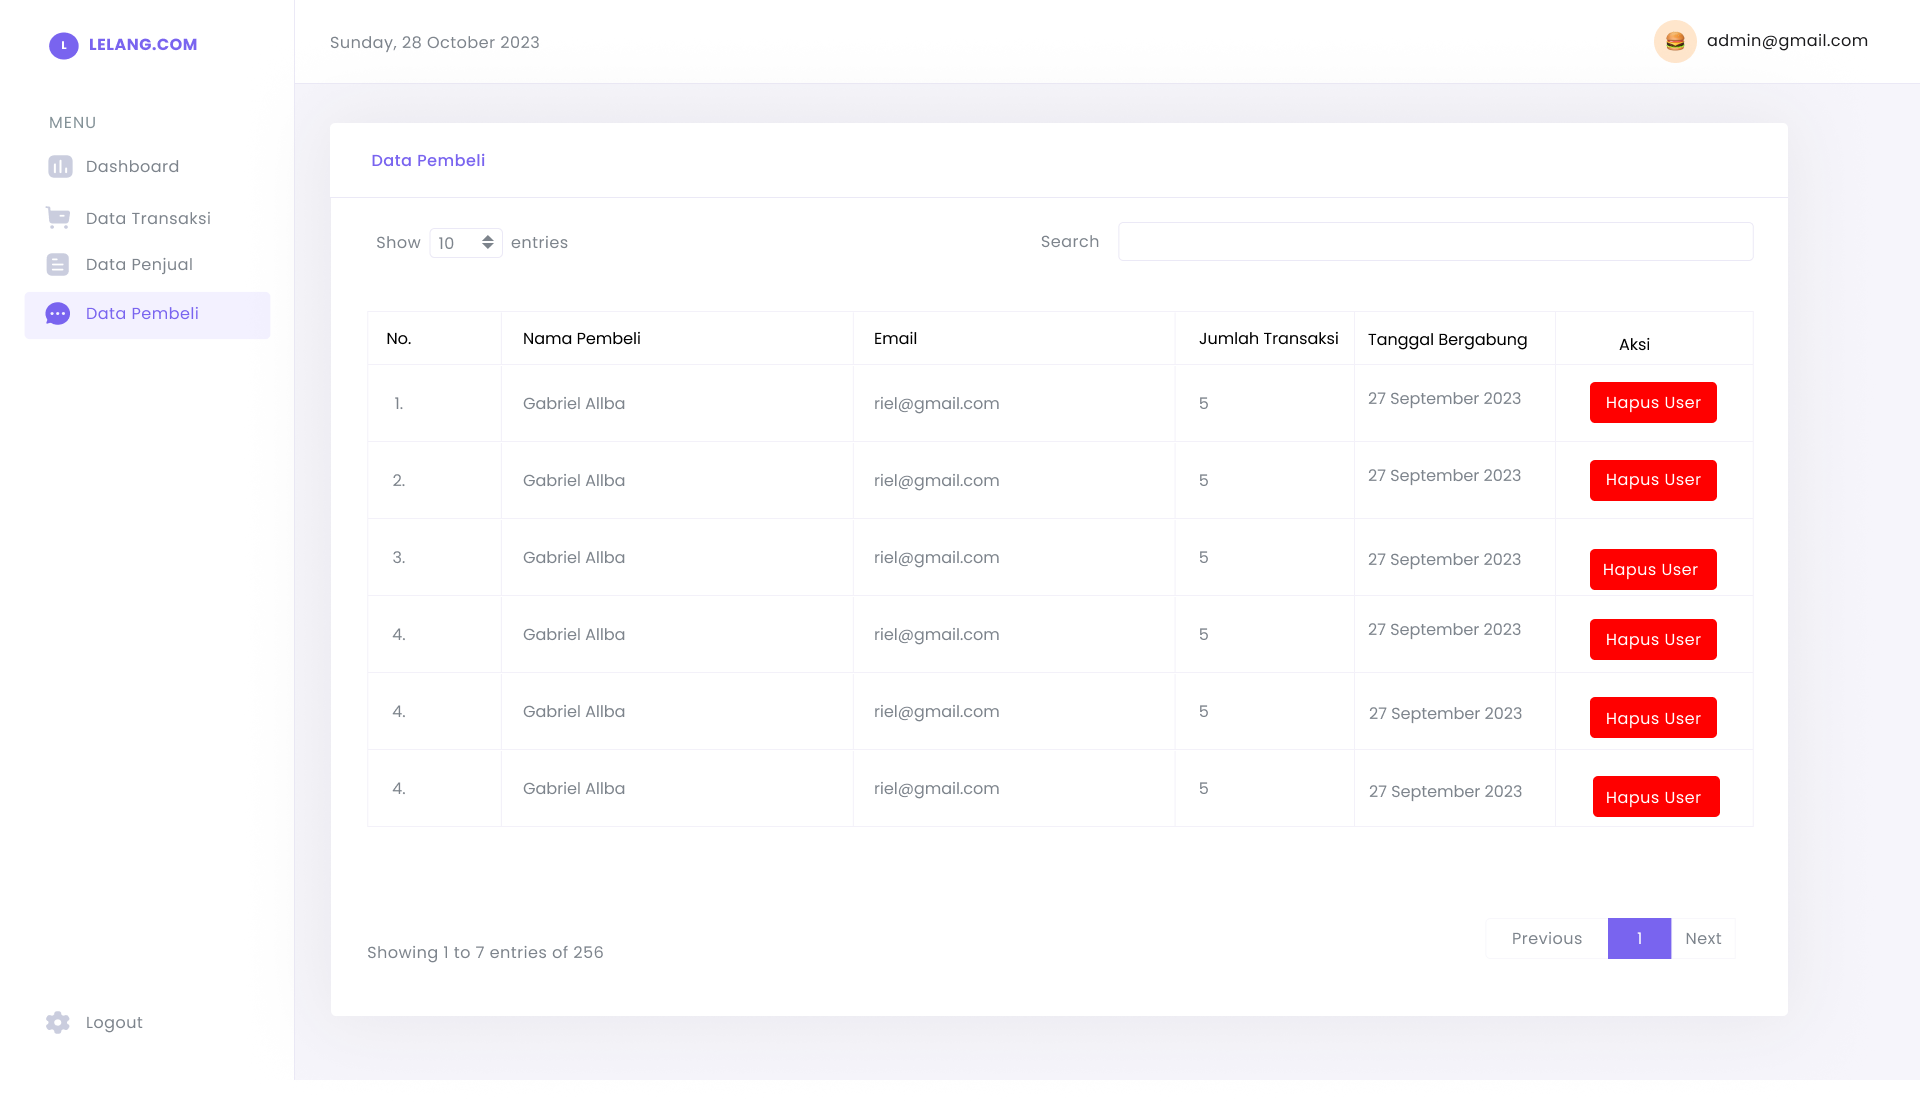 L LELANG.COM
Sunday, 28 October 2023
admin@gmail.com
MENU
Dashboard
Data Transaksi
Data Penjual
Data Pembeli
Logout
Data Pembeli
Show 10 entries
Search
No. Nama Pembeli Email Jumlah Transaksi Tanggal Bergabung Aksi
1. Gabriel Allba riel@gmail.com 5 27 September 2023 Hapus User
2. Gabriel Allba riel@gmail.com 5 27 September 2023 Hapus User
3. Gabriel Allba riel@gmail.com 5 27 September 2023 Hapus User
4. Gabriel Allba riel@gmail.com 5 27 September 2023 Hapus User
4. Gabriel Allba riel@gmail.com 5 27 September 2023 Hapus User
4. Gabriel Allba riel@gmail.com 5 27 September 2023 Hapus User
Showing 1 to 7 entries of 256
Previous 1 Next